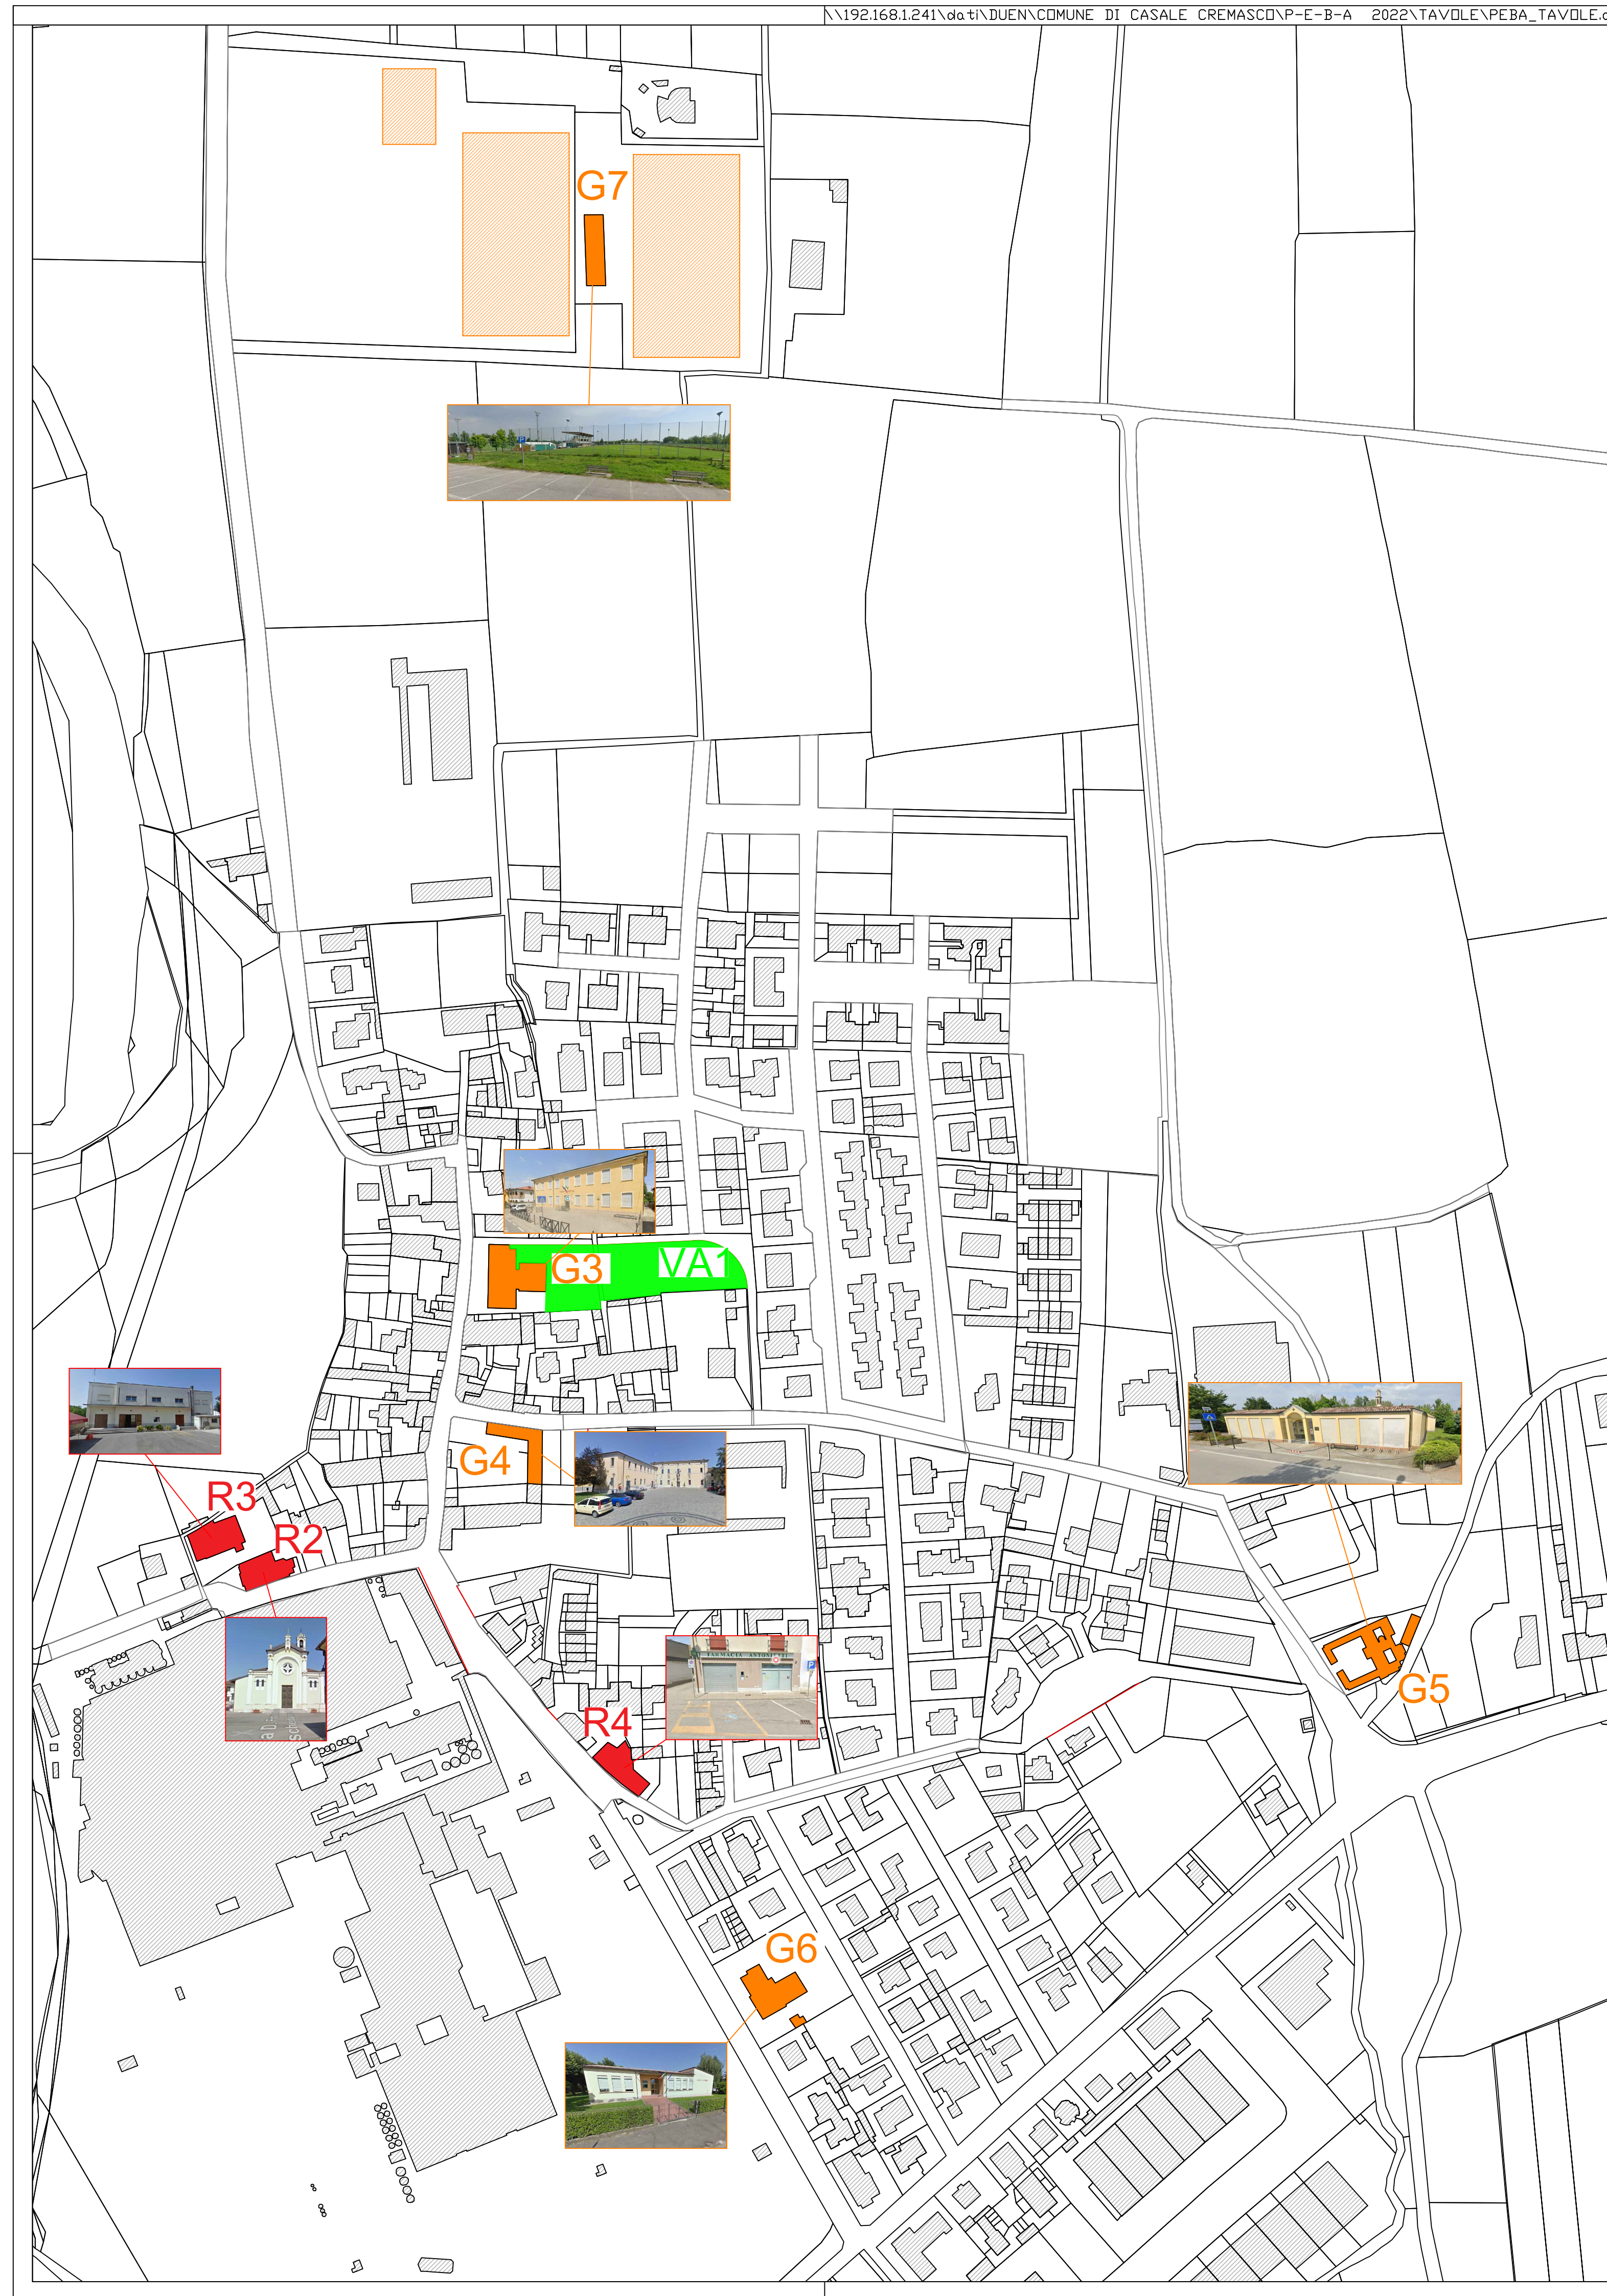 \\192.168.1.241\dati\DUEN\COMUNE DI CASALE CREMASCO\P-E-B-A 2022\TAVOLE\PEBA_TAVOLE.
G7
G3
VA1
G4
R3
R2
FARMACIA
R4
G5
G6